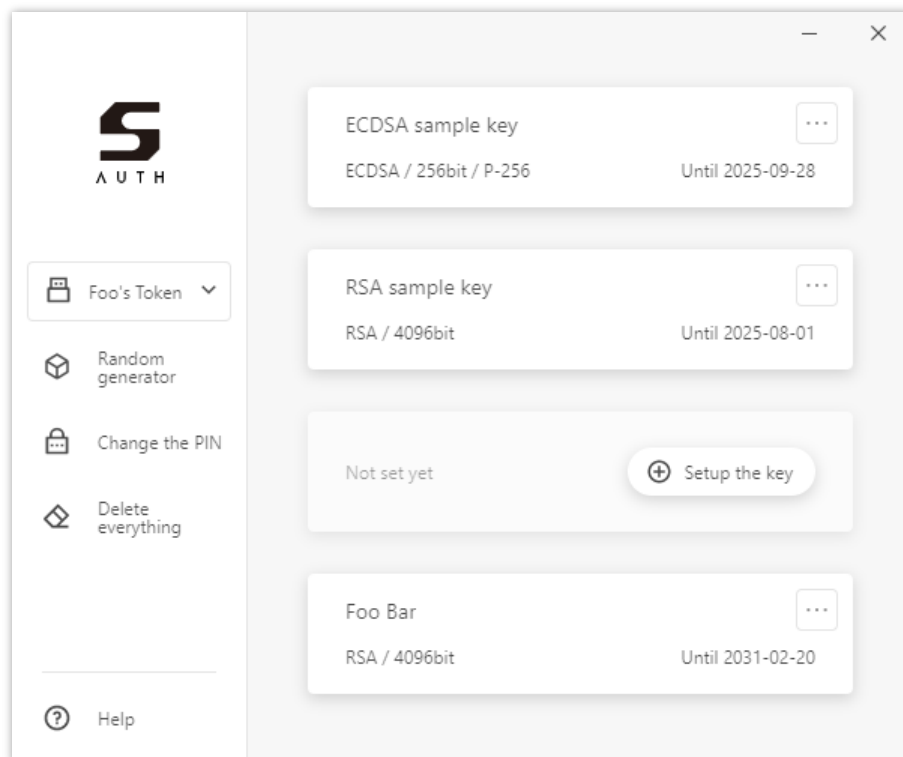 S
AUTH
Foo's Token
Random
generator
Change the PIN
Delete
everything
Help
ECDSA sample key
ECDSA / 256bit / P-256 Until 2025-09-28
RSA sample key
RSA / 4096bit Until 2025-08-01
Not set yet Setup the key
Foo Bar
RSA / 4096bit Until 2031-02-20